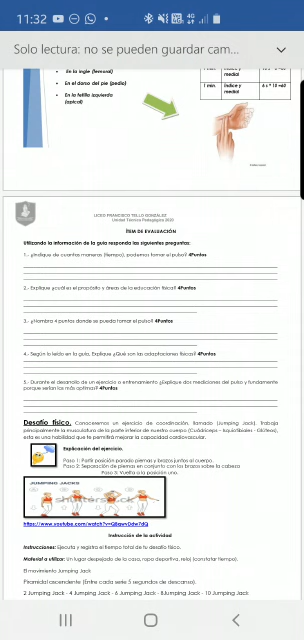 11:32
Solo lectura: no se pueden guardar cam...
En la ingle (femoral)
En el dorso del pie (pedio)
En la tetilla izquierda
(apical)
medial
1 min.
Índice y
medial
6 x * 10 =60
LICEO FRANCISCO TELLO GONZÁLEZ
Unidad Técnico Pedagógica 2020
ÍTEM DE EVALUACIÓN
Utilizando la información de la guía responda las siguientes preguntas:
1.- ¿Indique de cuantas maneras (tiempo), podemos tomar el pulso? 4Puntos
2.- Explique ¿cuál es el propósito y áreas de la educación física? 4Puntos
3.- ¿Nombra 4 puntos donde se puede tomar el pulso? 4Puntos
4.- Según lo leído en la guía, Explique ¿Qué son las adaptaciones físicas? 4Puntos
5.- Durante el desarrollo de un ejercicio o entrenamiento ¿Explique dos mediciones del pulso y fundamente
porque serían las más optimas? 4Puntos
Desafío físico. Conoceremos un ejercicio de coordinación, llamado (Jumping Jack). Trabaja
principalmente la musculatura de la parte inferior de nuestro cuerpo (Cuádriceps – Isquiotibiales - Glúteos),
esta es una habilidad que te permitirá mejorar la capacidad cardiovascular.
Explicación del ejercicio.
Paso 1: Partir posición parado piernas y brazos juntos al cuerpo.
Paso 2: Separación de piernas en conjunto con los brazos sobre la cabeza
Paso 3: Vuelta a la posición uno.
JUMPING JACKS
shutterstock
Instrucción de la actividad
Instrucciones: Ejecuta y registra el tiempo total de tu desafío físico.
Material a utilizar: Un lugar despejado de la casa, ropa deportiva, reloj (constatar tiempo).
El movimiento Jumping Jack
Piramidal ascendente (Entre cada serie 5 segundos de descanso).
2 Jumping Jack - 4 Jumping Jack - 6 Jumping Jack - 8Jumping Jack - 10 Jumping Jack